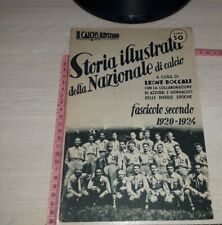 IL CALCIO ILLUSTRATO
LIRE
50
Storia illustrata
della Nazionale di calcio
A CURA DI
LEONE BOCCALI
CON LA COLLABORAZIONE
DI AZZURRI E GIORNALISTI
DELLE DIVERSE EPOCHE
fascicolo secondo
1920-1924